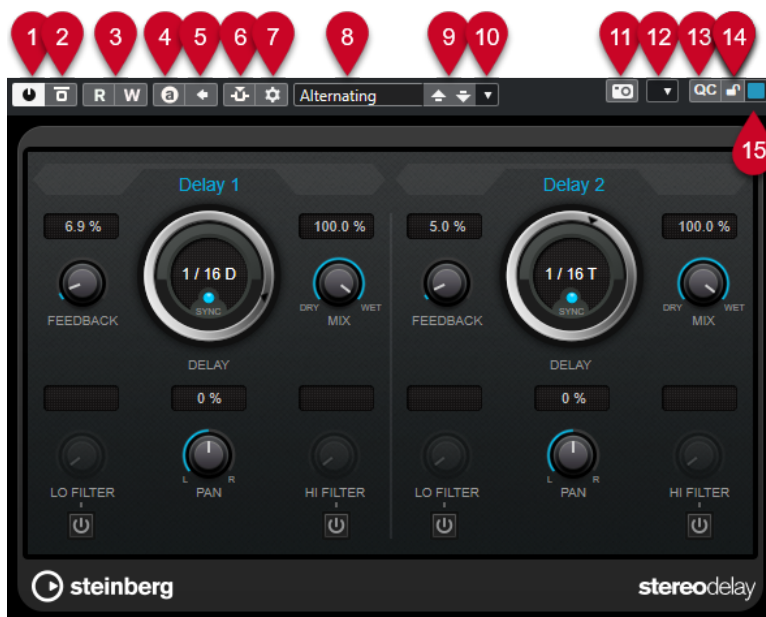 1 2 3 4 5 6 7 8 9 10 11 12 13 14
R W a Alternating QC
15
Delay 1 Delay 2
6.9 % 100.0 % 5.0 % 100.0 %
1 / 16 D 1 / 16 T
SYNC SYNC
DRY WET DRY WET
FEEDBACK MIX FEEDBACK MIX
DELAY DELAY
0 % 0 %
L R L R
LO FILTER PAN HI FILTER LO FILTER PAN HI FILTER
steinberg stereodelay